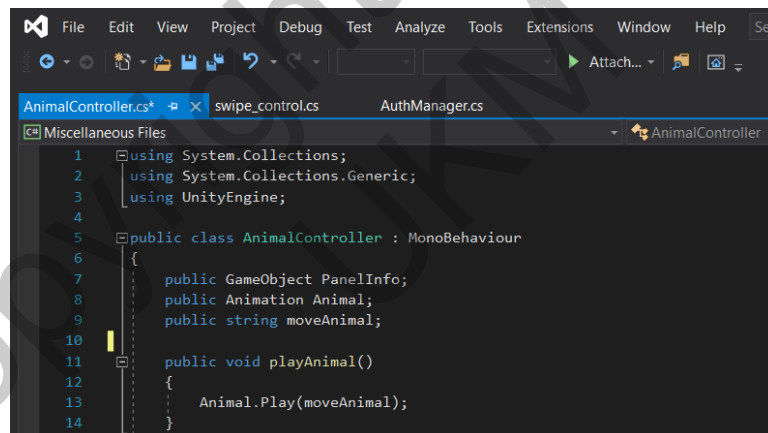 File Edit View Project Debug Test Analyze Tools Extensions Window Help Se
Attach...
AnimalController.cs* swipe_control.cs AuthManager.cs
C# Miscellaneous Files AnimalController
1 using System.Collections;
2 using System.Collections.Generic;
3 using UnityEngine;
4
5 public class AnimalController : MonoBehaviour
6 {
7 public GameObject PanelInfo;
8 public Animation Animal;
9 public string moveAnimal;
10
11 public void playAnimal()
12 {
13 Animal.Play(moveAnimal);
14 }
Copyright
UKM